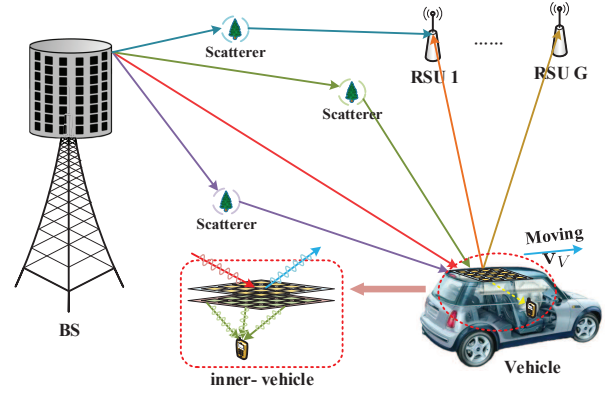 Scatterer
RSU 1
......
RSU G
Scatterer
Scatterer
Moving
v_V
BS
inner- vehicle
Vehicle